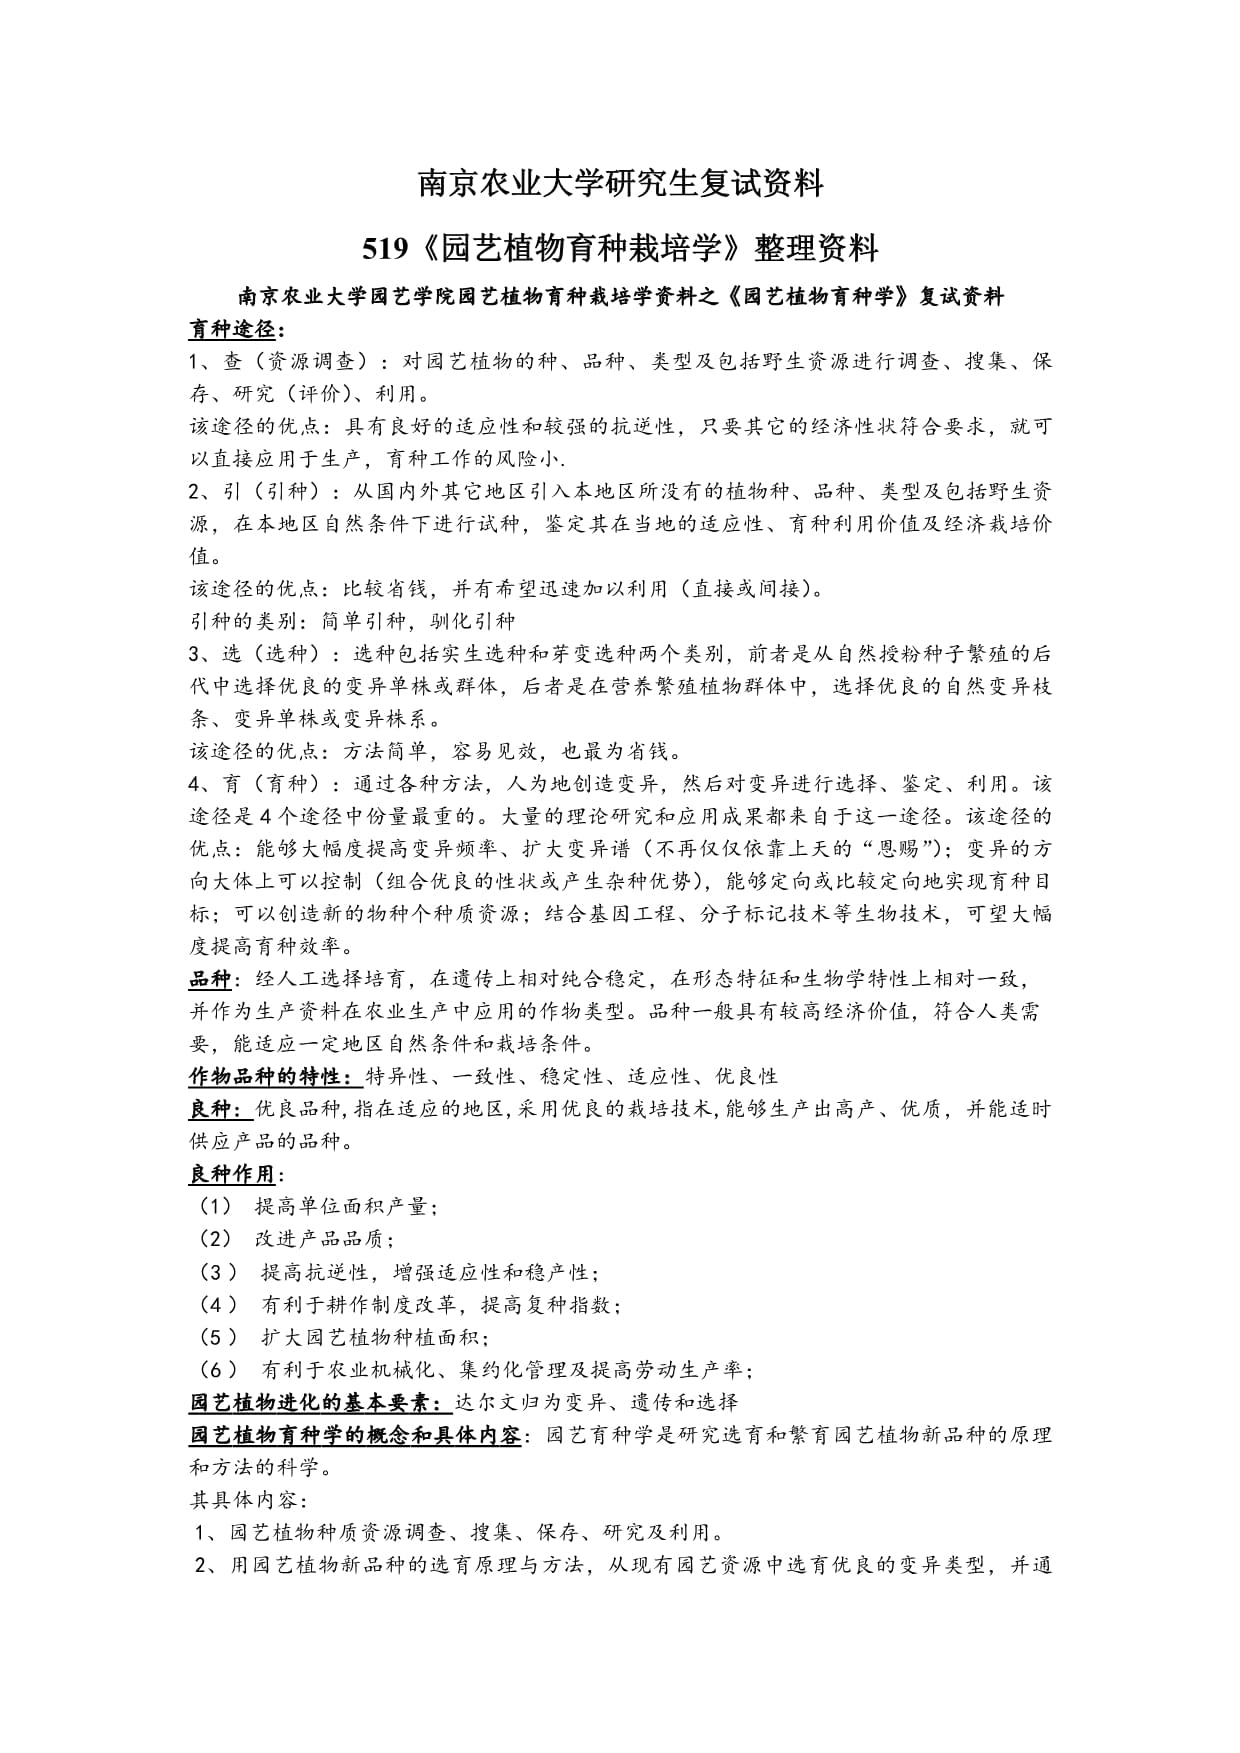 南京农业大学研究生复试资料
519《园艺植物育种栽培学》整理资料
南京农业大学园艺学院园艺植物育种栽培学资料之《园艺植物育种学》复试资料
育种途径：
1、查（资源调查）：对园艺植物的种、品种、类型及包括野生资源进行调查、搜集、保
存、研究（评价）、利用。
该途径的优点：具有良好的适应性和较强的抗逆性，只要其它的经济性状符合要求，就可
以直接应用于生产，育种工作的风险小.
2、引（引种）：从国内外其它地区引入本地区所没有的植物种、品种、类型及包括野生资
源，在本地区自然条件下进行试种，鉴定其在当地的适应性、育种利用价值及经济栽培价
值。
该途径的优点：比较省钱，并有希望迅速加以利用（直接或间接）。
引种的类别：简单引种，驯化引种
3、选（选种）：选种包括实生选种和芽变选种两个类别，前者是从自然授粉种子繁殖的后
代中选择优良的变异单株或群体，后者是在营养繁殖植物群体中，选择优良的自然变异枝
条、变异单株或变异株系。
该途径的优点：方法简单，容易见效，也最为省钱。
4、育（育种）：通过各种方法，人为地创造变异，然后对变异进行选择、鉴定、利用。该
途径是 4 个途径中份量最重的。大量的理论研究和应用成果都来自于这一途径。该途径的
优点：能够大幅度提高变异频率、扩大变异谱（不再仅仅依靠上天的“恩赐”）；变异的方
向大体上可以控制（组合优良的性状或产生杂种优势），能够定向或比较定向地实现育种目
标；可以创造新的物种个种质资源；结合基因工程、分子标记技术等生物技术，可望大幅
度提高育种效率。
品种：经人工选择培育，在遗传上相对纯合稳定，在形态特征和生物学特性上相对一致，
并作为生产资料在农业生产中应用的作物类型。品种一般具有较高经济价值，符合人类需
要，能适应一定地区自然条件和栽培条件。
作物品种的特性：特异性、一致性、稳定性、适应性、优良性
良种：优良品种,指在适应的地区,采用优良的栽培技术,能够生产出高产、优质，并能适时
供应产品的品种。
良种作用：
（1） 提高单位面积产量；
（2） 改进产品品质；
（3 ） 提高抗逆性，增强适应性和稳产性；
（4 ） 有利于耕作制度改革，提高复种指数；
（5 ） 扩大园艺植物种植面积；
（6 ） 有利于农业机械化、集约化管理及提高劳动生产率；
园艺植物进化的基本要素：达尔文归为变异、遗传和选择
园艺植物育种学的概念和具体内容：园艺育种学是研究选育和繁育园艺植物新品种的原理
和方法的科学。
其具体内容：
1、园艺植物种质资源调查、搜集、保存、研究及利用。
2、用园艺植物新品种的选育原理与方法，从现有园艺资源中选育优良的变异类型，并通